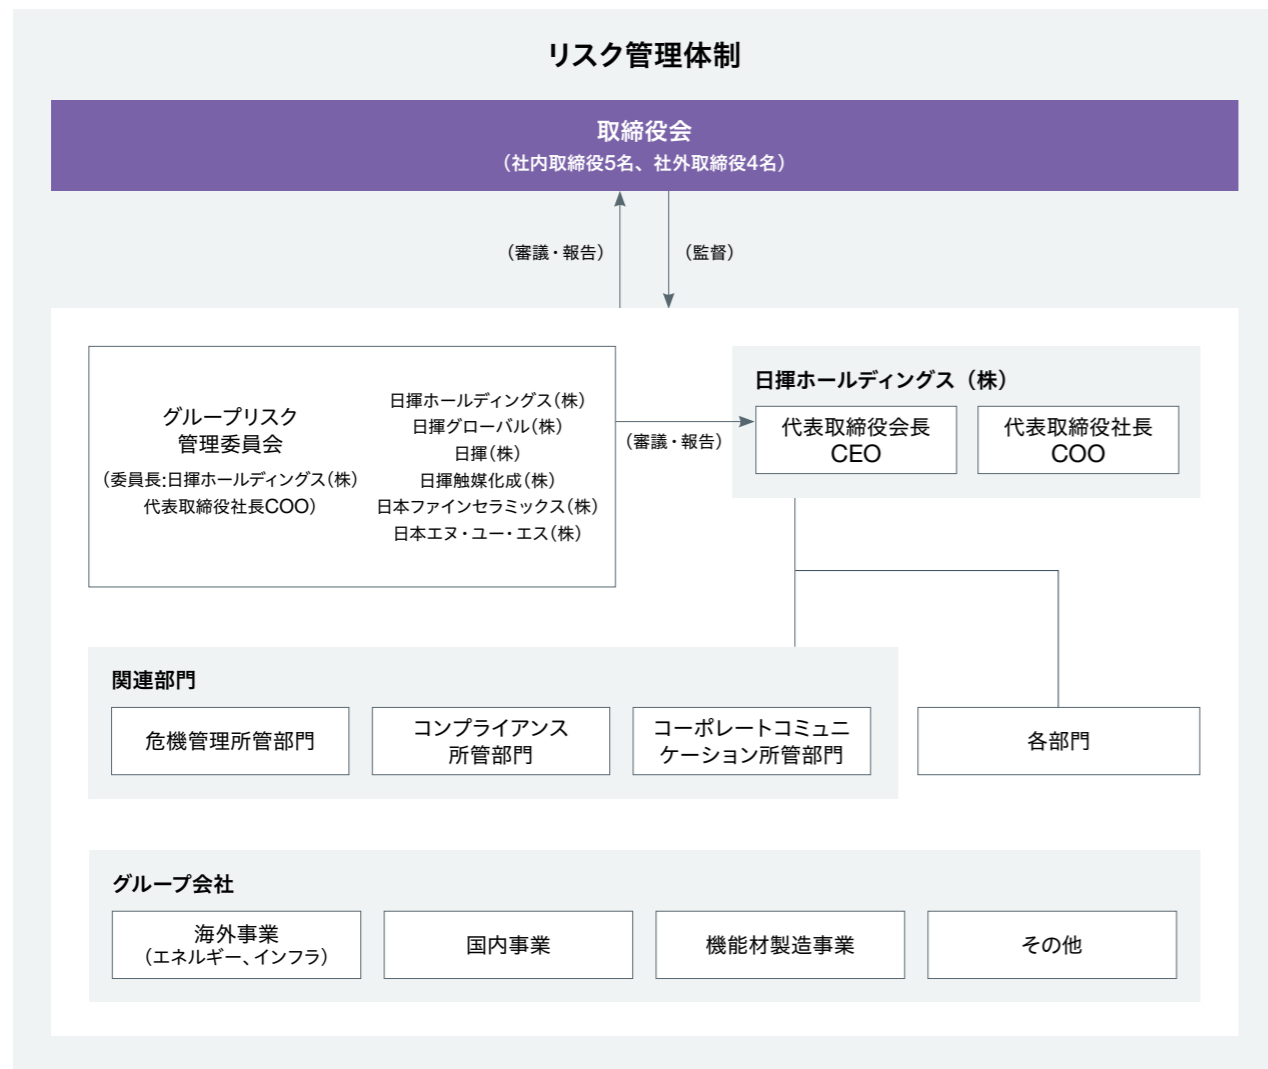 リスク管理体制
取締役会
（社内取締役5名、社外取締役4名）
（審議・報告）
（監督）
グループリスク
管理委員会
（委員長:日揮ホールディングス（株）
代表取締役社長COO）
日揮ホールディングス（株）
日揮グローバル（株）
日揮（株）
日揮触媒化成（株）
日本ファインセラミックス（株）
日本エヌ・ユー・エス（株）
（審議・報告）
日揮ホールディングス（株）
代表取締役会長
CEO
代表取締役社長
COO
関連部門
危機管理所管部門
コンプライアンス
所管部門
コーポレートコミュニ
ケーション所管部門
各部門
グループ会社
海外事業
（エネルギー、インフラ）
国内事業
機能材製造事業
その他